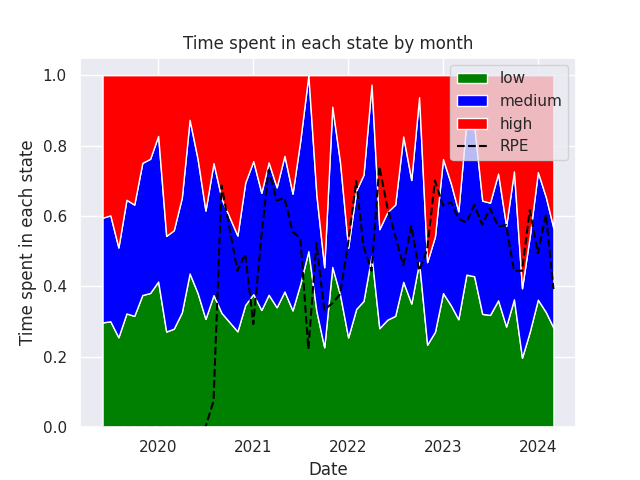 Time spent in each state by month
1.0
0.8
0.6
0.4
0.2
0.0
Time spent in each state
low
medium
high
RPE
2020
2021
2022
2023
2024
Date